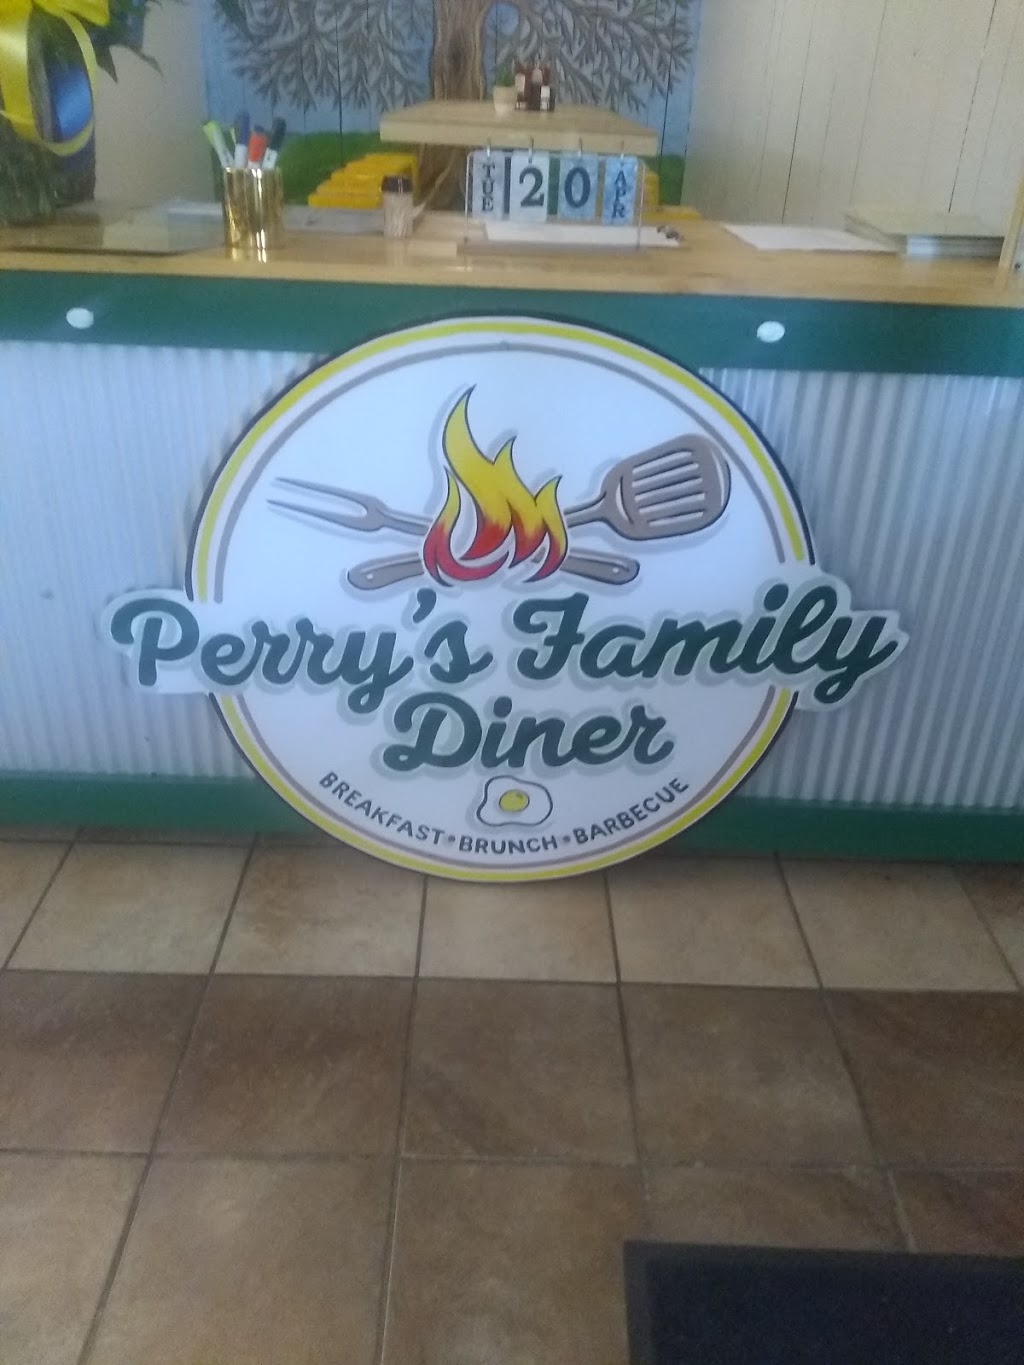 TUE 20 APR
Perry's Family
Diner
BREAKFAST • BRUNCH • BARBECUE